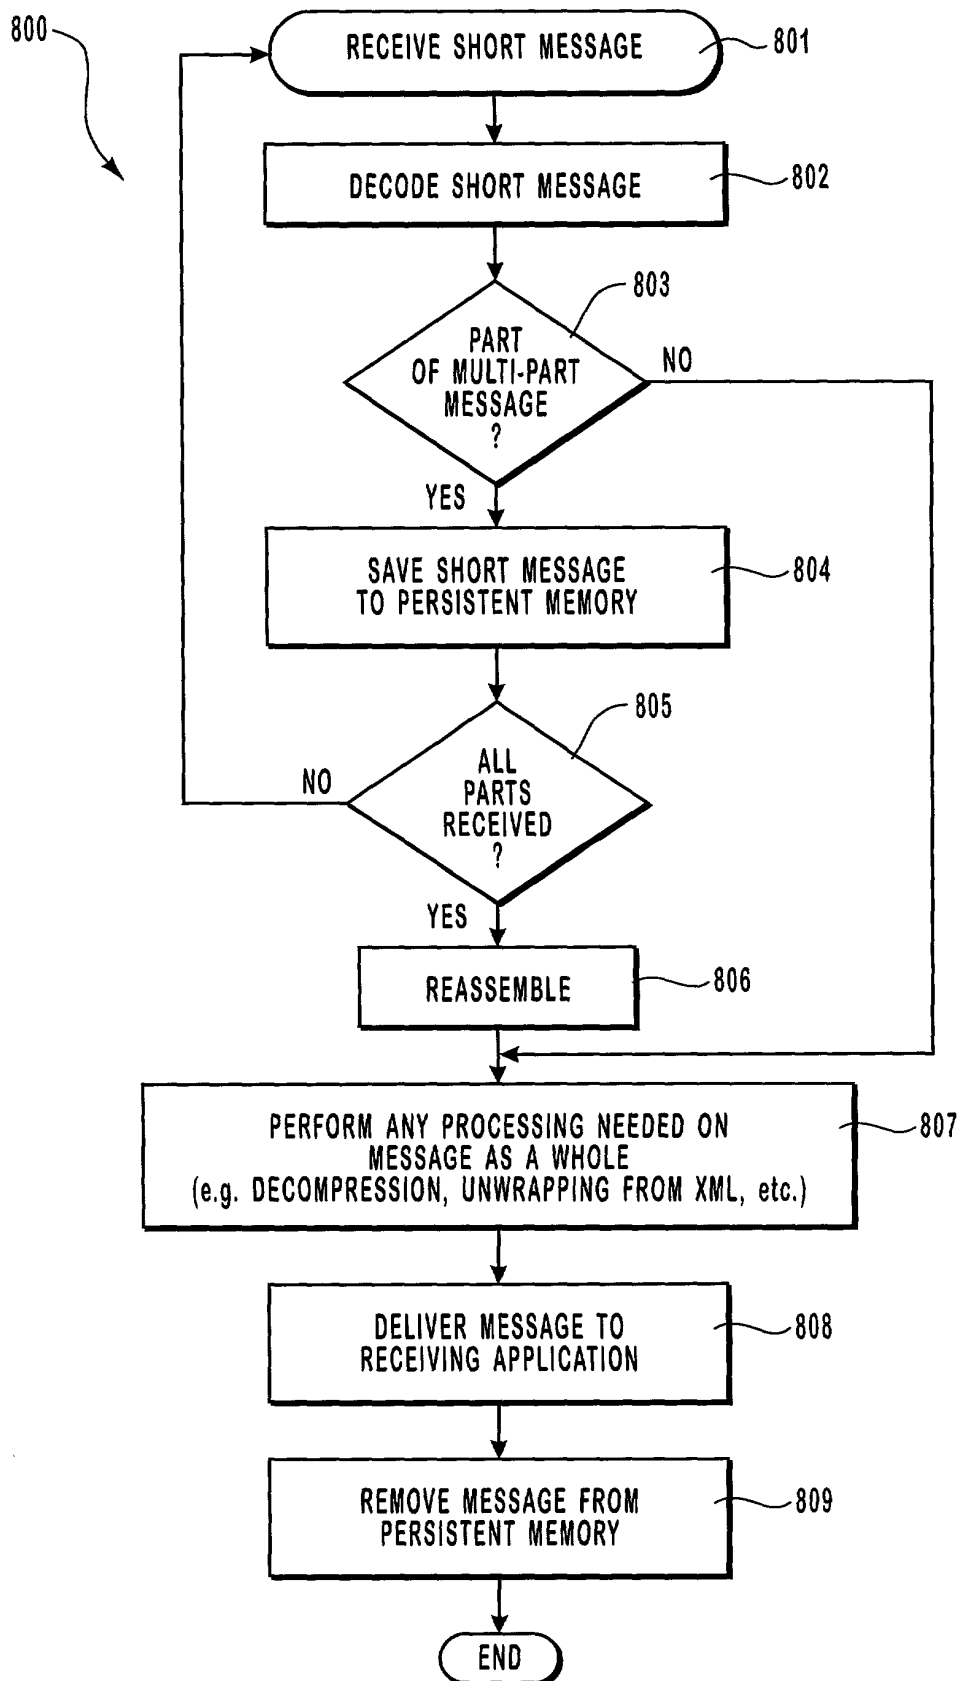 800
RECEIVE SHORT MESSAGE
801
DECODE SHORT MESSAGE
802
803
PART
OF MULTI-PART
MESSAGE
?
NO
YES
SAVE SHORT MESSAGE
TO PERSISTENT MEMORY
804
805
ALL
PARTS
RECEIVED
?
NO
YES
REASSEMBLE
806
PERFORM ANY PROCESSING NEEDED ON
MESSAGE AS A WHOLE
(e.g. DECOMPRESSION, UNWRAPPING FROM XML, etc.)
807
DELIVER MESSAGE TO
RECEIVING APPLICATION
808
REMOVE MESSAGE FROM
PERSISTENT MEMORY
809
END